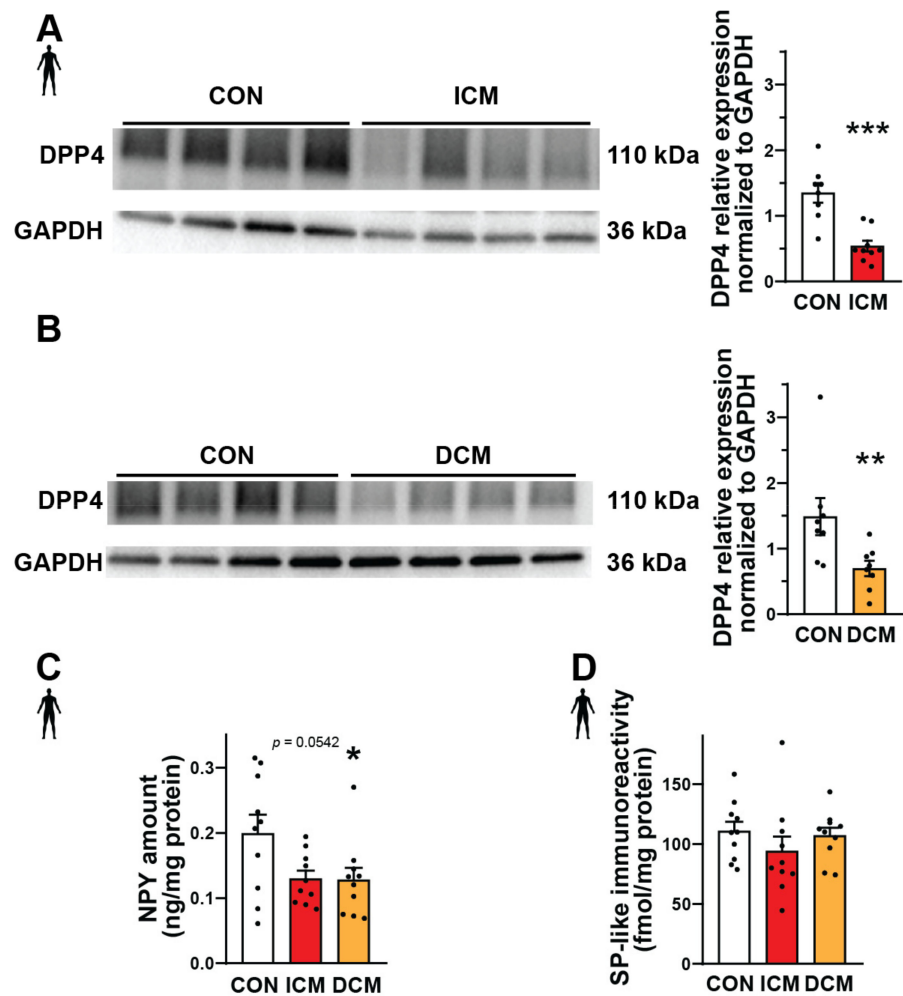 A
CON ICM
DPP4 110 kDa
GAPDH 36 kDa
DPP4 relative expression
normalized to GAPDH
3
2
1
0
***
CON ICM
B
CON DCM
DPP4 110 kDa
GAPDH 36 kDa
DPP4 relative expression
normalized to GAPDH
3
2
1
0
**
CON DCM
C
NPY amount
(ng/mg protein)
0.3
0.2
0.1
0.0
p = 0.0542
*
CON ICM DCM
D
SP-like immunoreactivity
(fmol/mg protein)
150
100
50
0
CON ICM DCM